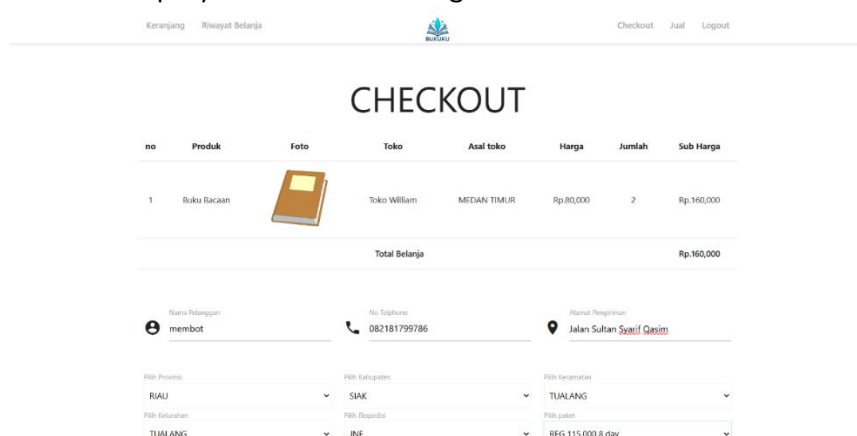 Keranjang Riwayat Belanja BUKUKU Checkout Jual Logout
CHECKOUT
no Produk Foto Toko Asal toko Harga Jumlah Sub Harga
1 Buku Bacaan Toko William MEDAN TIMUR Rp.80,000 2 Rp.160,000
Total Belanja Rp.160,000
Nama Pelanggan No Telphone Alamat Pengiriman
membot 082181799786 Jalan Sultan Syarif Qasim
Pilih Provinsi Pilih Kabupaten Pilih Kecamatan
RIAU SIAK TUALANG
Pilih Kelurahan Pilih Ekspedisi Pilih paket
TUALANG JNE REG 115,000 8 day